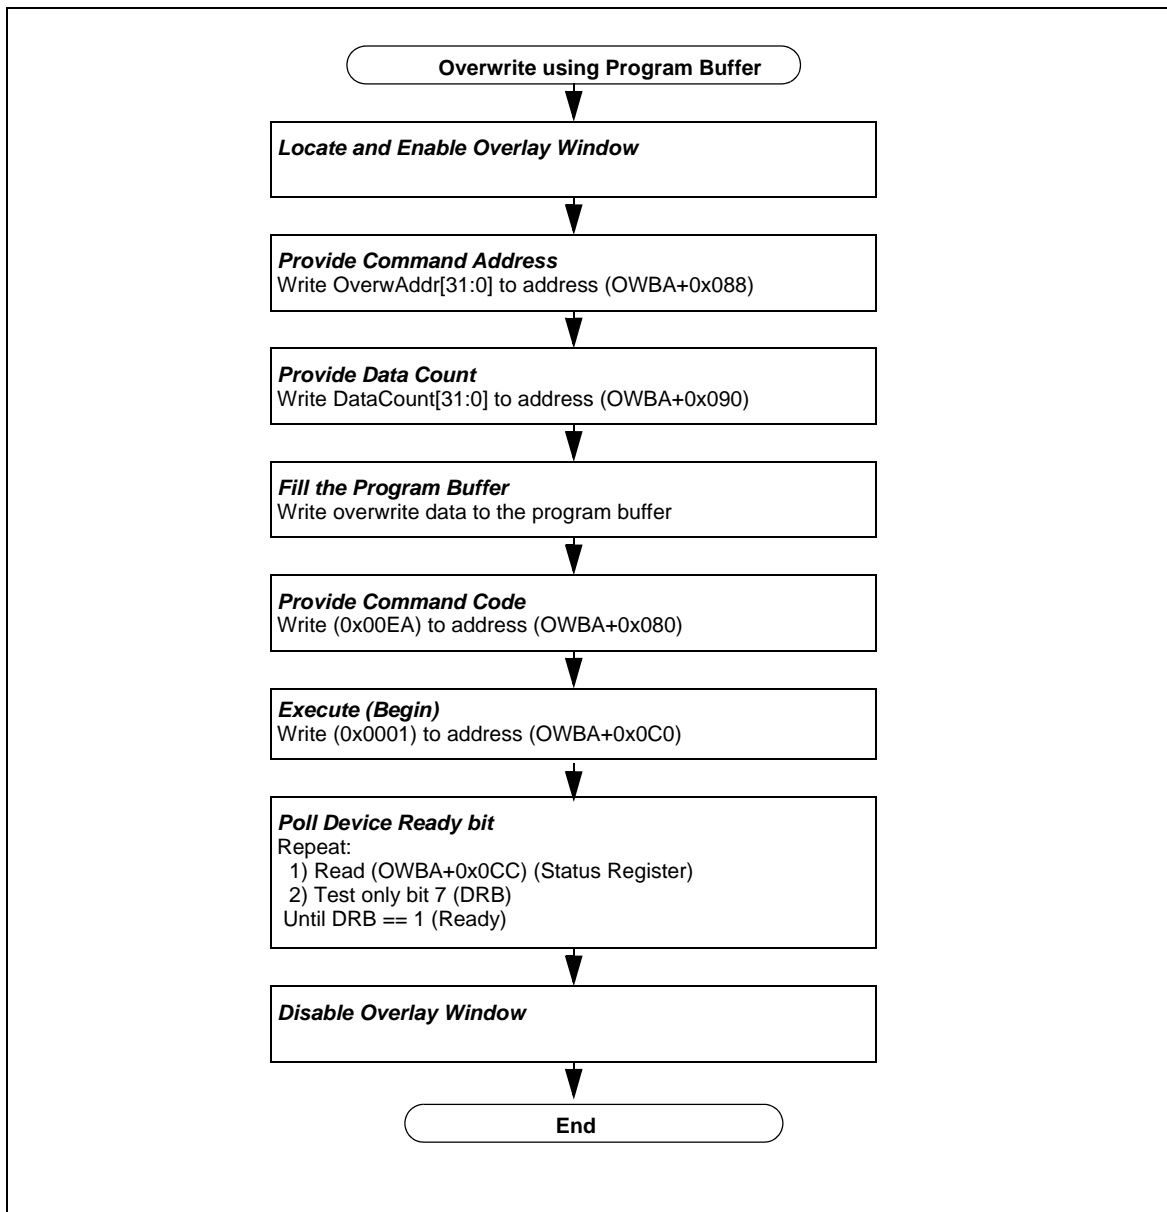 Overwrite using Program Buffer
Locate and Enable Overlay Window
Provide Command Address
Write OverwAddr[31:0] to address (OWBA+0x088)
Provide Data Count
Write DataCount[31:0] to address (OWBA+0x090)
Fill the Program Buffer
Write overwrite data to the program buffer
Provide Command Code
Write (0x00EA) to address (OWBA+0x080)
Execute (Begin)
Write (0x0001) to address (OWBA+0x0C0)
Poll Device Ready bit
Repeat:
1) Read (OWBA+0x0CC) (Status Register)
2) Test only bit 7 (DRB)
Until DRB == 1 (Ready)
Disable Overlay Window
End